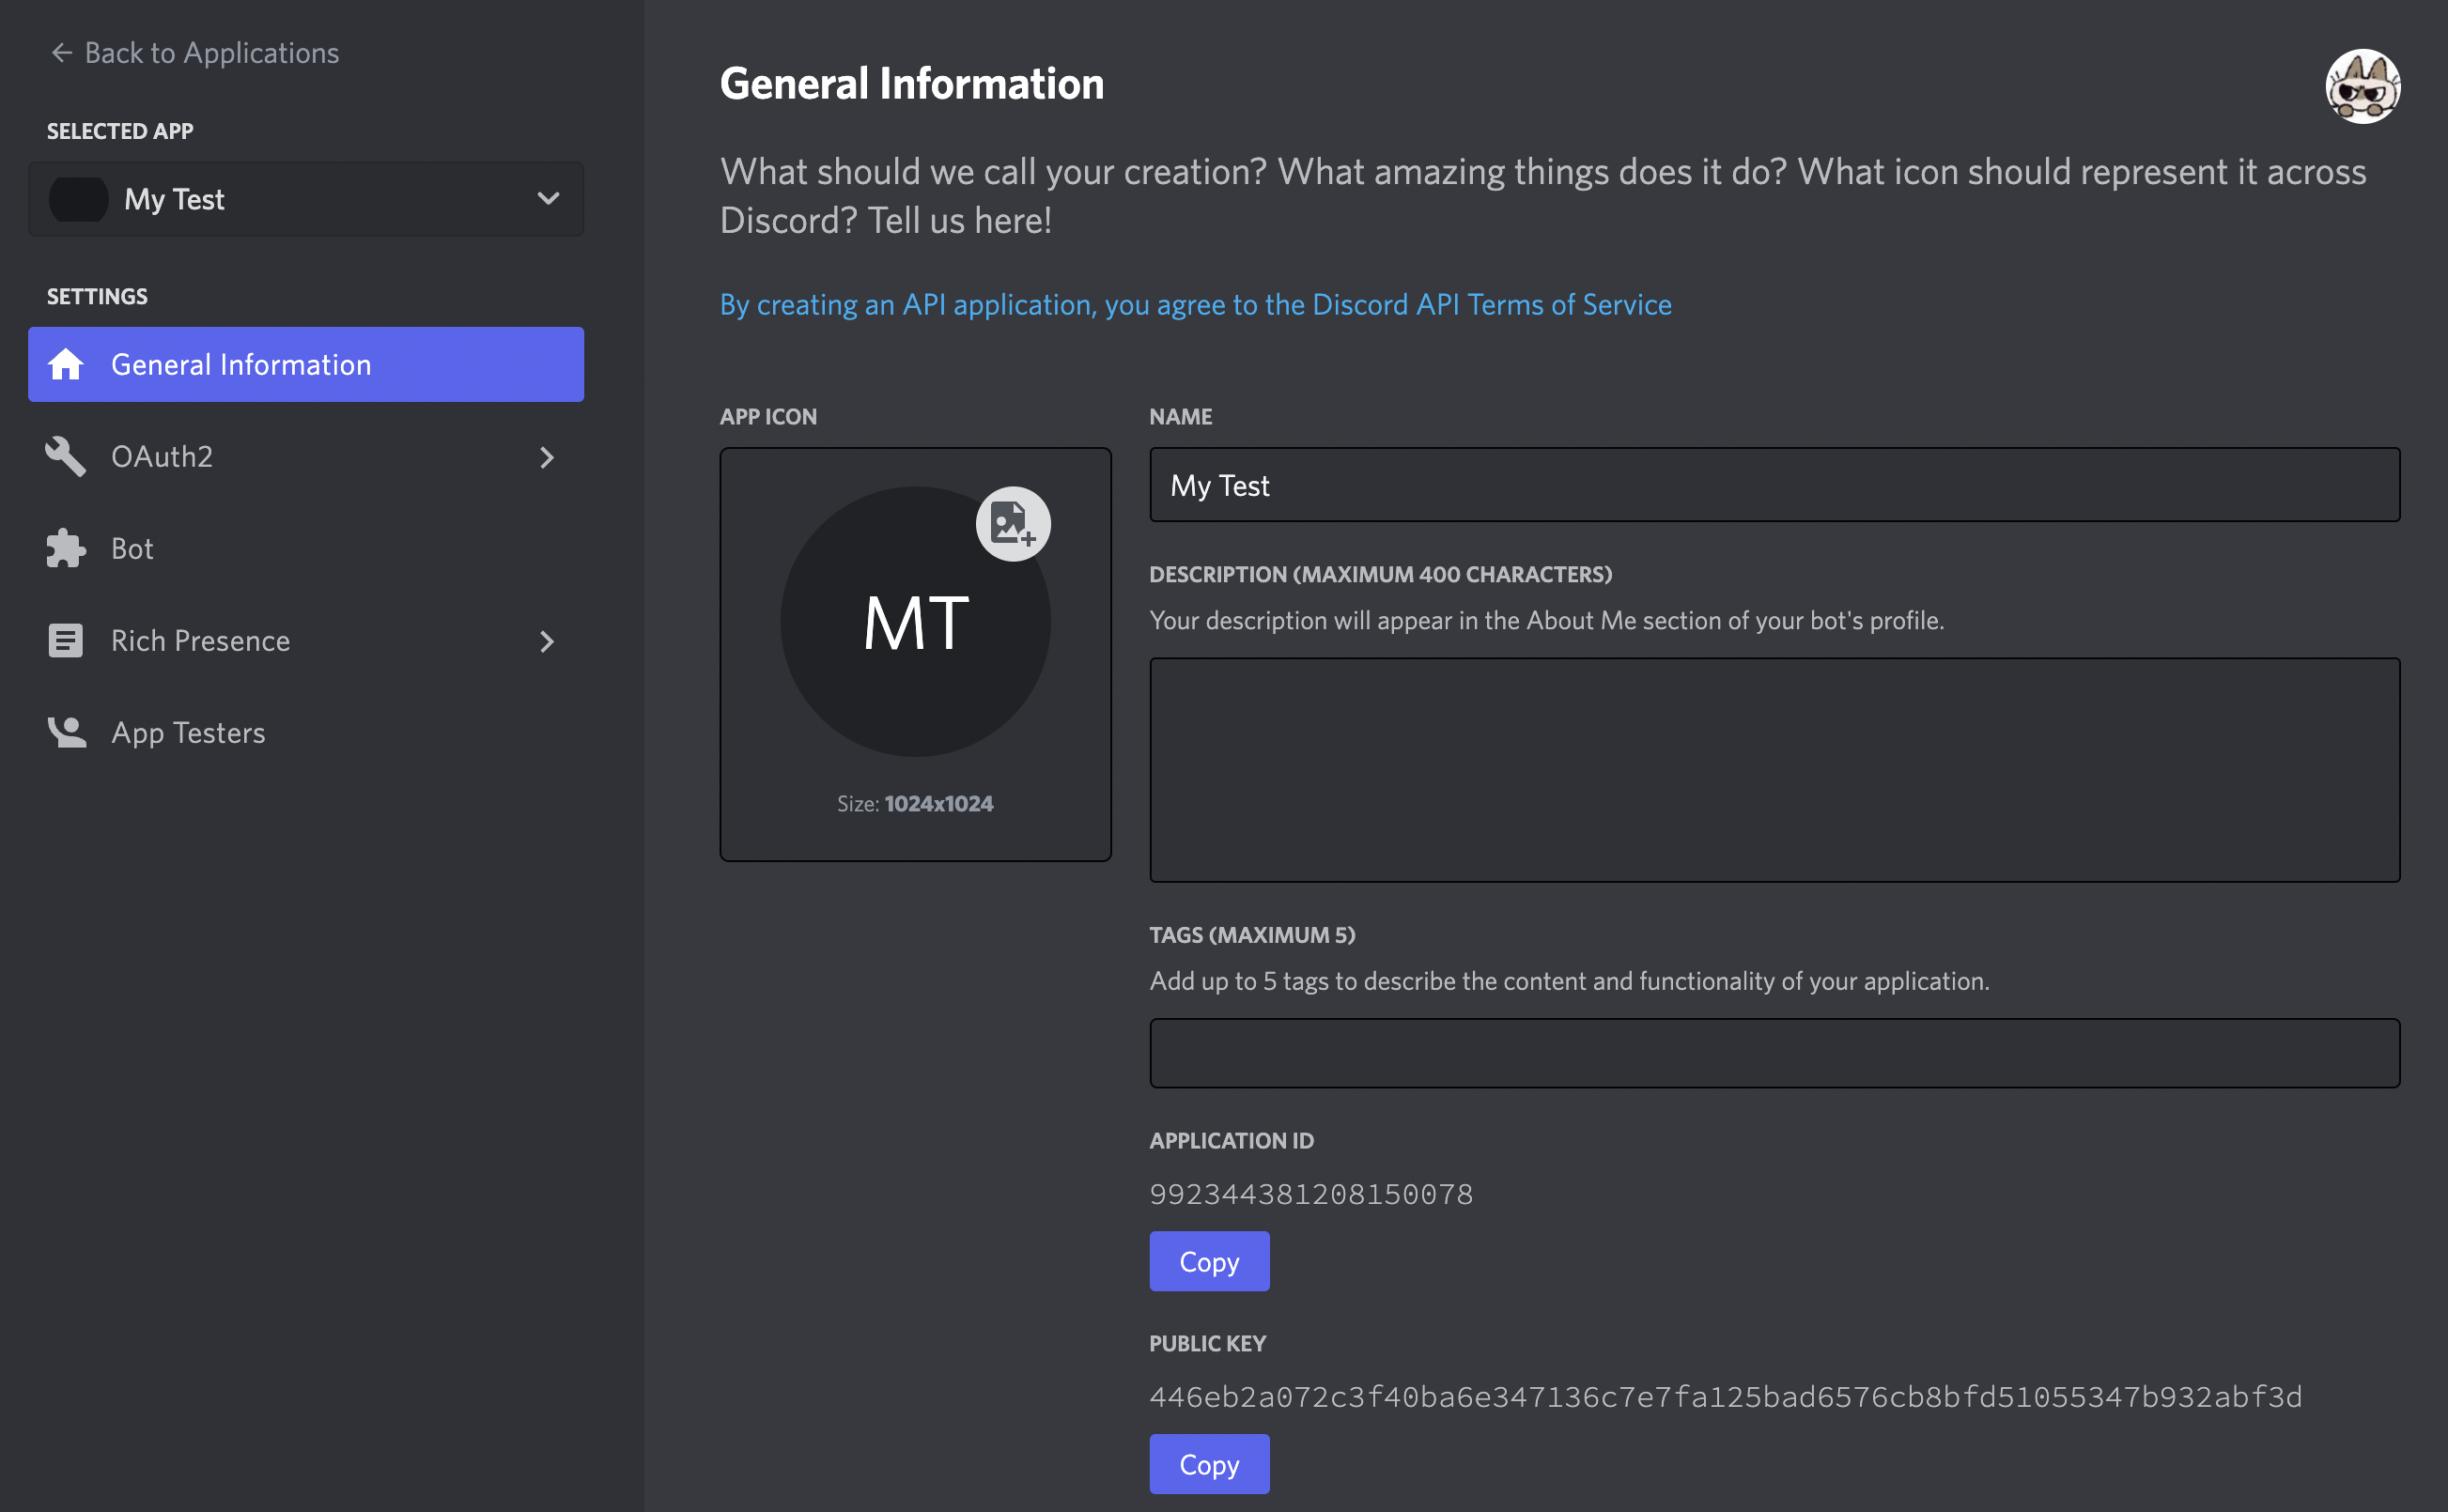 Back to Applications
SELECTED APP
My Test
SETTINGS
General Information
OAuth2
Bot
Rich Presence
App Testers
General Information
What should we call your creation? What amazing things does it do? What icon should represent it across
Discord? Tell us here!
By creating an API application, you agree to the Discord API Terms of Service
APP ICON
MT
Size: 1024x1024
NAME
My Test
DESCRIPTION (MAXIMUM 400 CHARACTERS)
Your description will appear in the About Me section of your bot's profile.
TAGS (MAXIMUM 5)
Add up to 5 tags to describe the content and functionality of your application.
APPLICATION ID
992344381208150078
Copy
PUBLIC KEY
446eb2a072c3f40ba6e347136c7e7fa125bad6576cb8bfd51055347b932abf3d
Copy